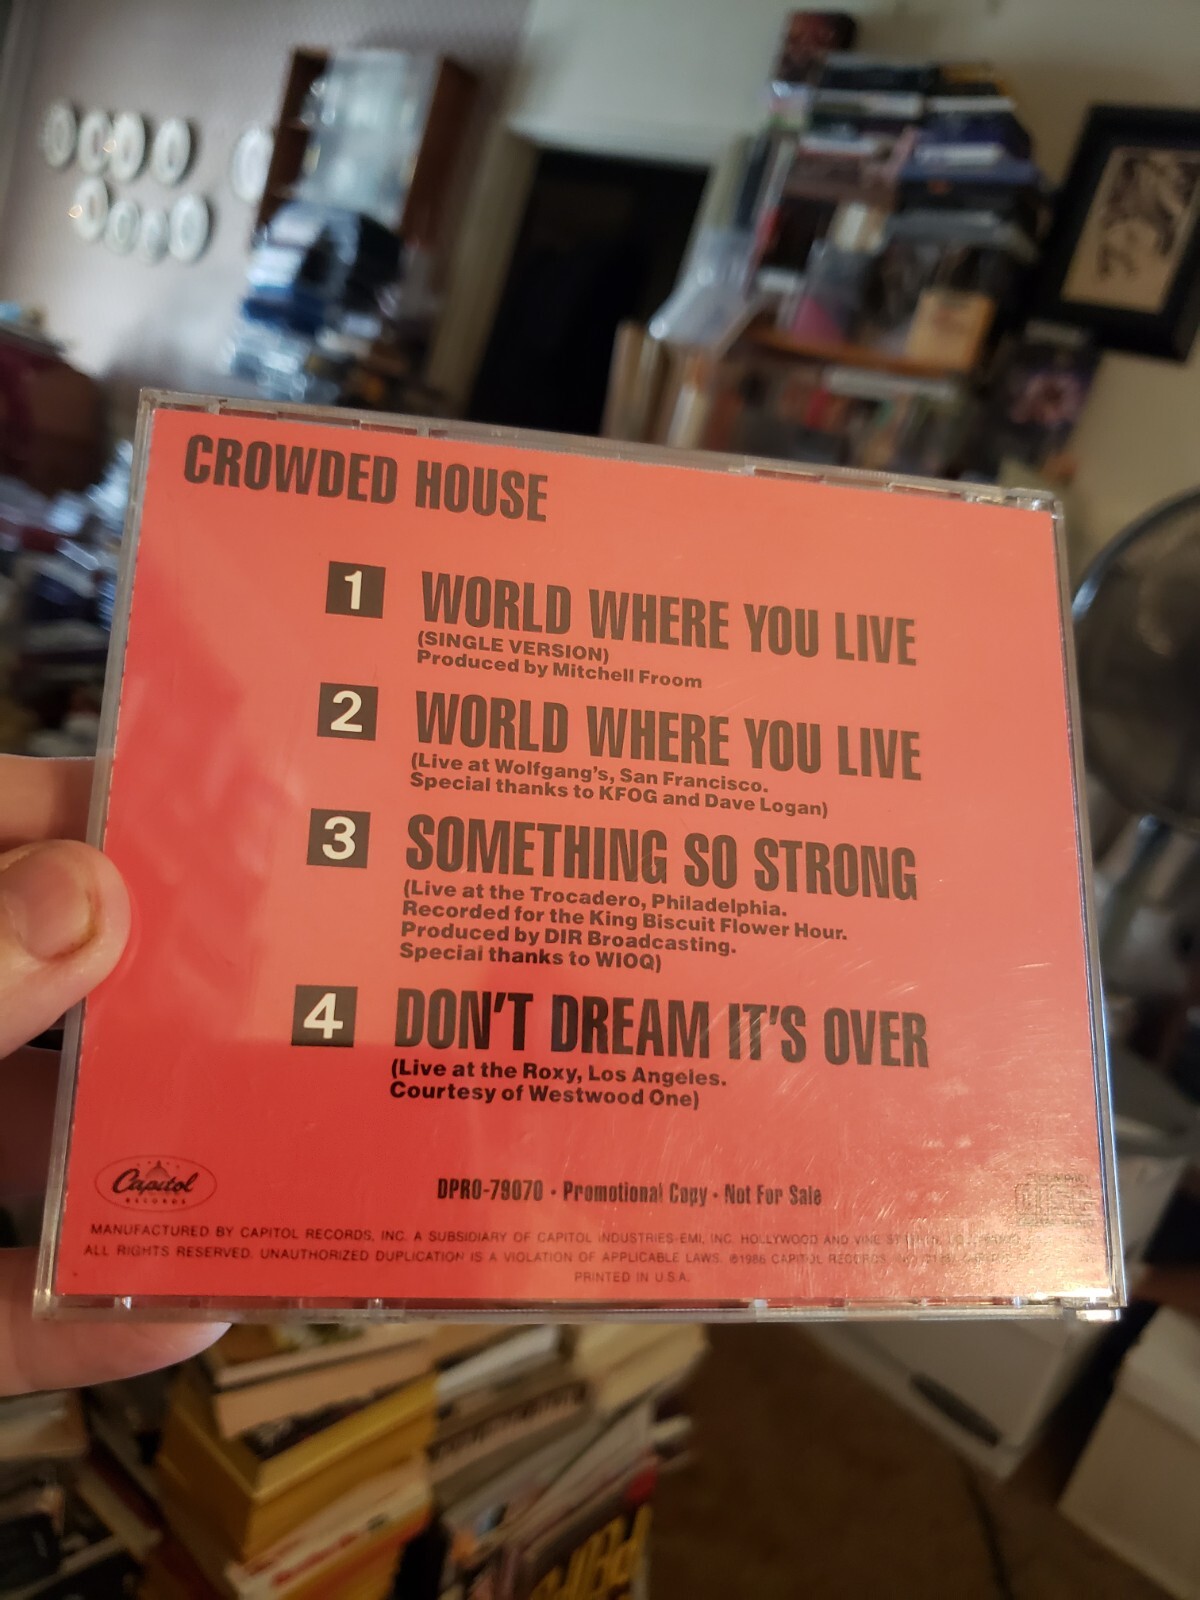 CROWDED HOUSE
1 WORLD WHERE YOU LIVE
(SINGLE VERSION)
Produced by Mitchell Froom
2 WORLD WHERE YOU LIVE
(Live at Wolfgang's, San Francisco.
Special thanks to KFOG and Dave Logan)
3 SOMETHING SO STRONG
(Live at the Trocadero, Philadelphia.
Recorded for the King Biscuit Flower Hour.
Produced by DIR Broadcasting.
Special thanks to WIOQ)
4 DON'T DREAM IT'S OVER
(Live at the Roxy, Los Angeles.
Courtesy of Westwood One)
Capitol
RECORDS
DPRO-79070 · Promotional Copy · Not For Sale
MANUFACTURED BY CAPITOL RECORDS, INC. A SUBSIDIARY OF CAPITOL INDUSTRIES-EMI, INC. HOLLYWOOD AND VINE
ALL RIGHTS RESERVED. UNAUTHORIZED DUPLICATION IS A VIOLATION OF APPLICABLE LAWS. ©1986 CAPITOL RECORDS,
PRINTED IN U.S.A.